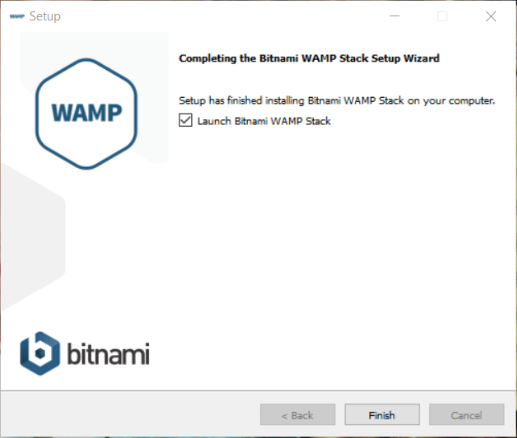 Setup
Completing the Bitnami WAMP Stack Setup Wizard
WAMP
Setup has finished installing Bitnami WAMP Stack on your computer.
Launch Bitnami WAMP Stack
bitnami
< Back
Finish
Cancel